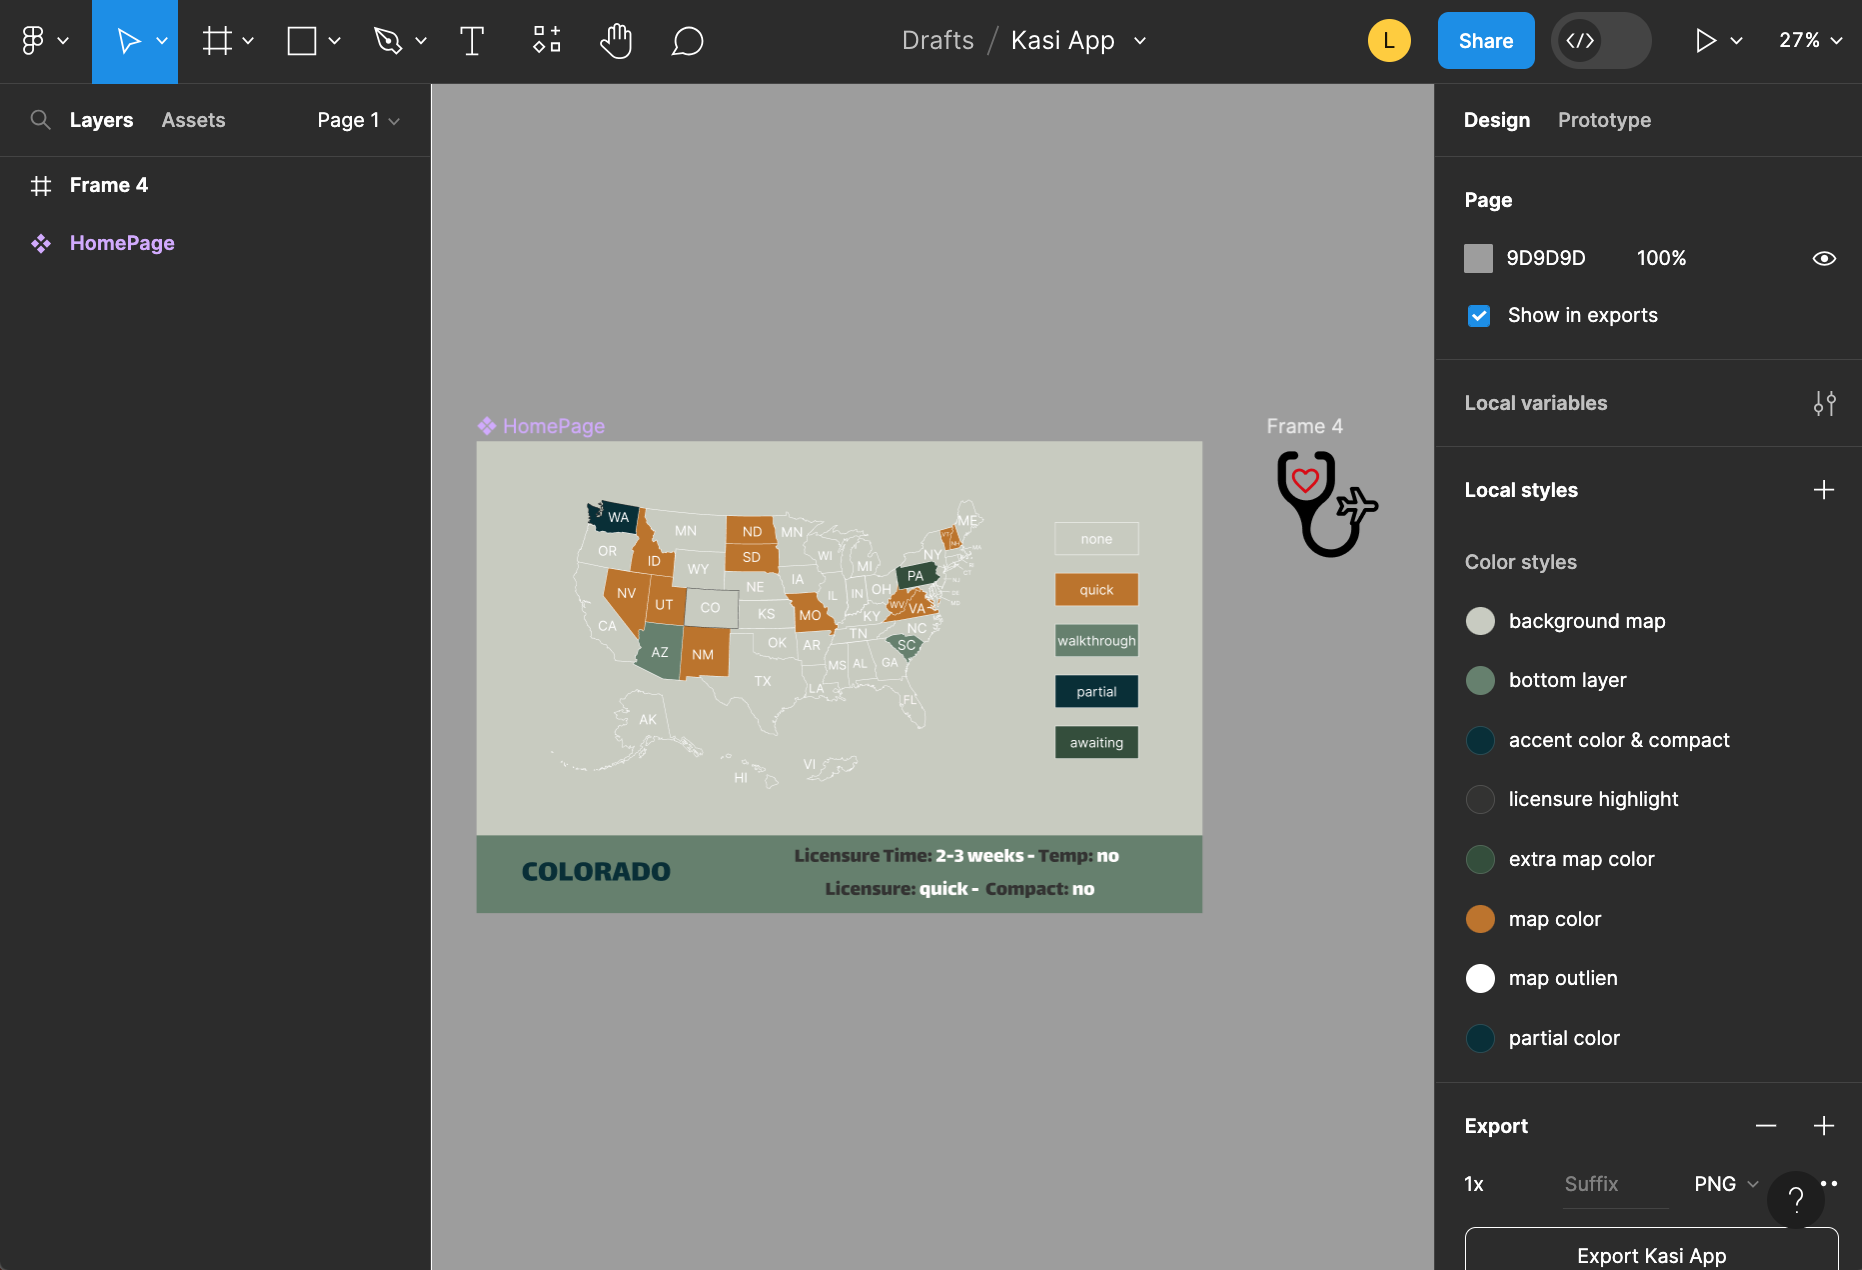 Drafts / Kasi App
L
Share
27%
Layers
Assets
Page 1
Frame 4
HomePage
HomePage
Frame 4
WA
MN
ND
MN
ME
OR
ID
SD
WI
NY
WY
MI
PA
NV
UT
NE
IA
CO
IL
IN
OH
WV
VA
CA
KS
MO
KY
NC
TN
AZ
NM
OK
AR
SC
MS
AL
GA
TX
LA
FL
AK
HI
VI
none
quick
walkthrough
partial
awaiting
COLORADO
Licensure Time: 2-3 weeks - Temp: no
Licensure: quick - Compact: no
Design
Prototype
Page
9D9D9D
100%
Show in exports
Local variables
Local styles
Color styles
background map
bottom layer
accent color & compact
licensure highlight
extra map color
map color
map outlien
partial color
Export
1x
Suffix
PNG
?
Export Kasi App